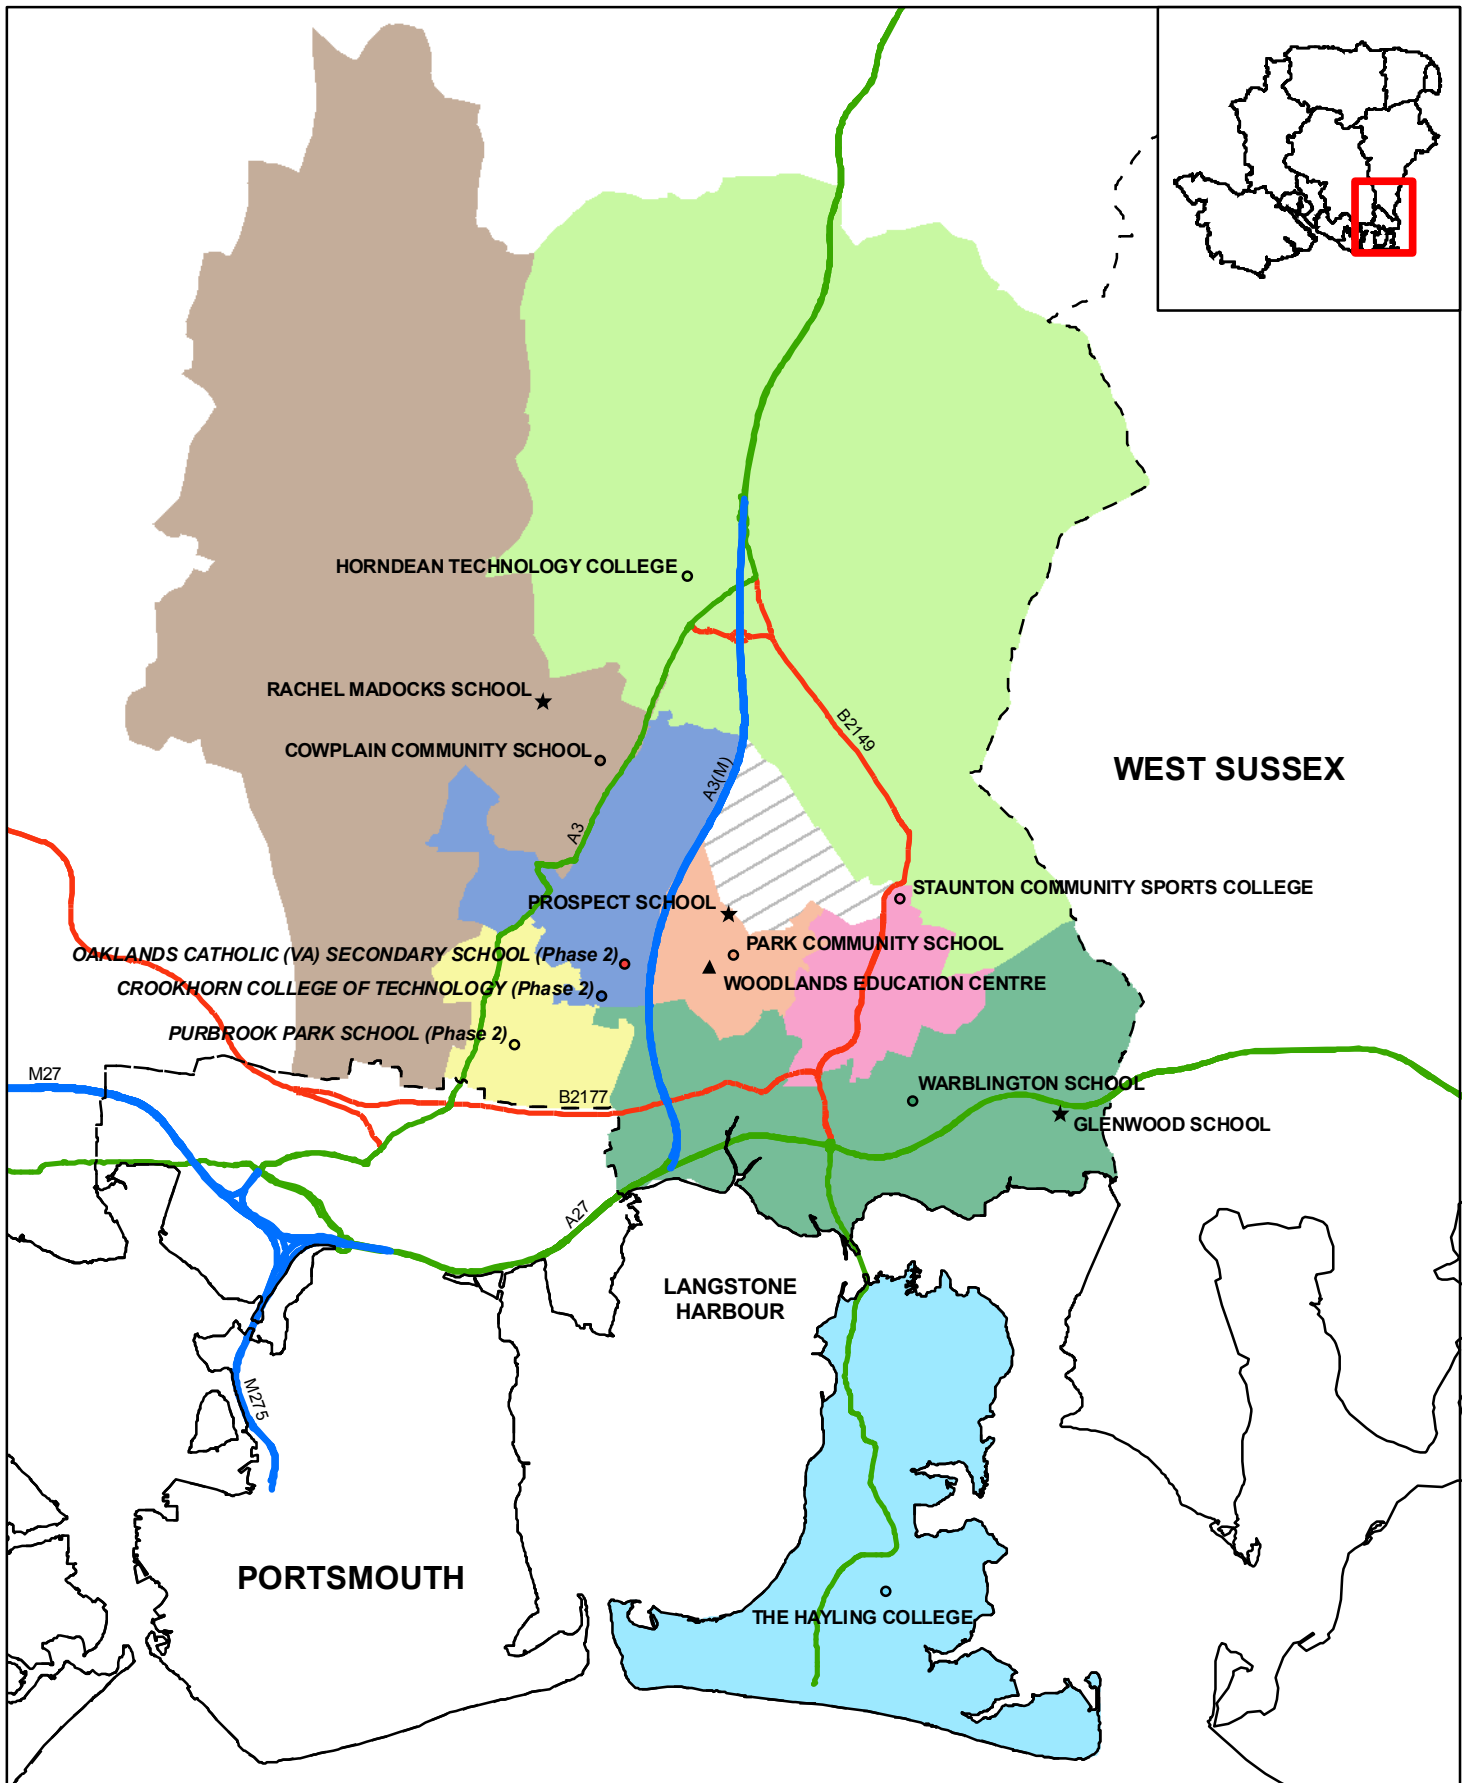 HORNDEAN TECHNOLOGY COLLEGE
RACHEL MADOCKS SCHOOL
B2149
COWPLAIN COMMUNITY SCHOOL
A3(M)
WEST SUSSEX
A3
STAUNTON COMMUNITY SPORTS COLLEGE
PROSPECT SCHOOL
PARK COMMUNITY SCHOOL
OAKLANDS CATHOLIC (VA) SECONDARY SCHOOL (Phase 2)
WOODLANDS EDUCATION CENTRE
CROOKHORN COLLEGE OF TECHNOLOGY (Phase 2)
PURBROOK PARK SCHOOL (Phase 2)
M27
WARBLINGTON SCHOOL
B2177
GLENWOOD SCHOOL
A27
LANGSTONE
HARBOUR
M275
PORTSMOUTH
THE HAYLING COLLEGE